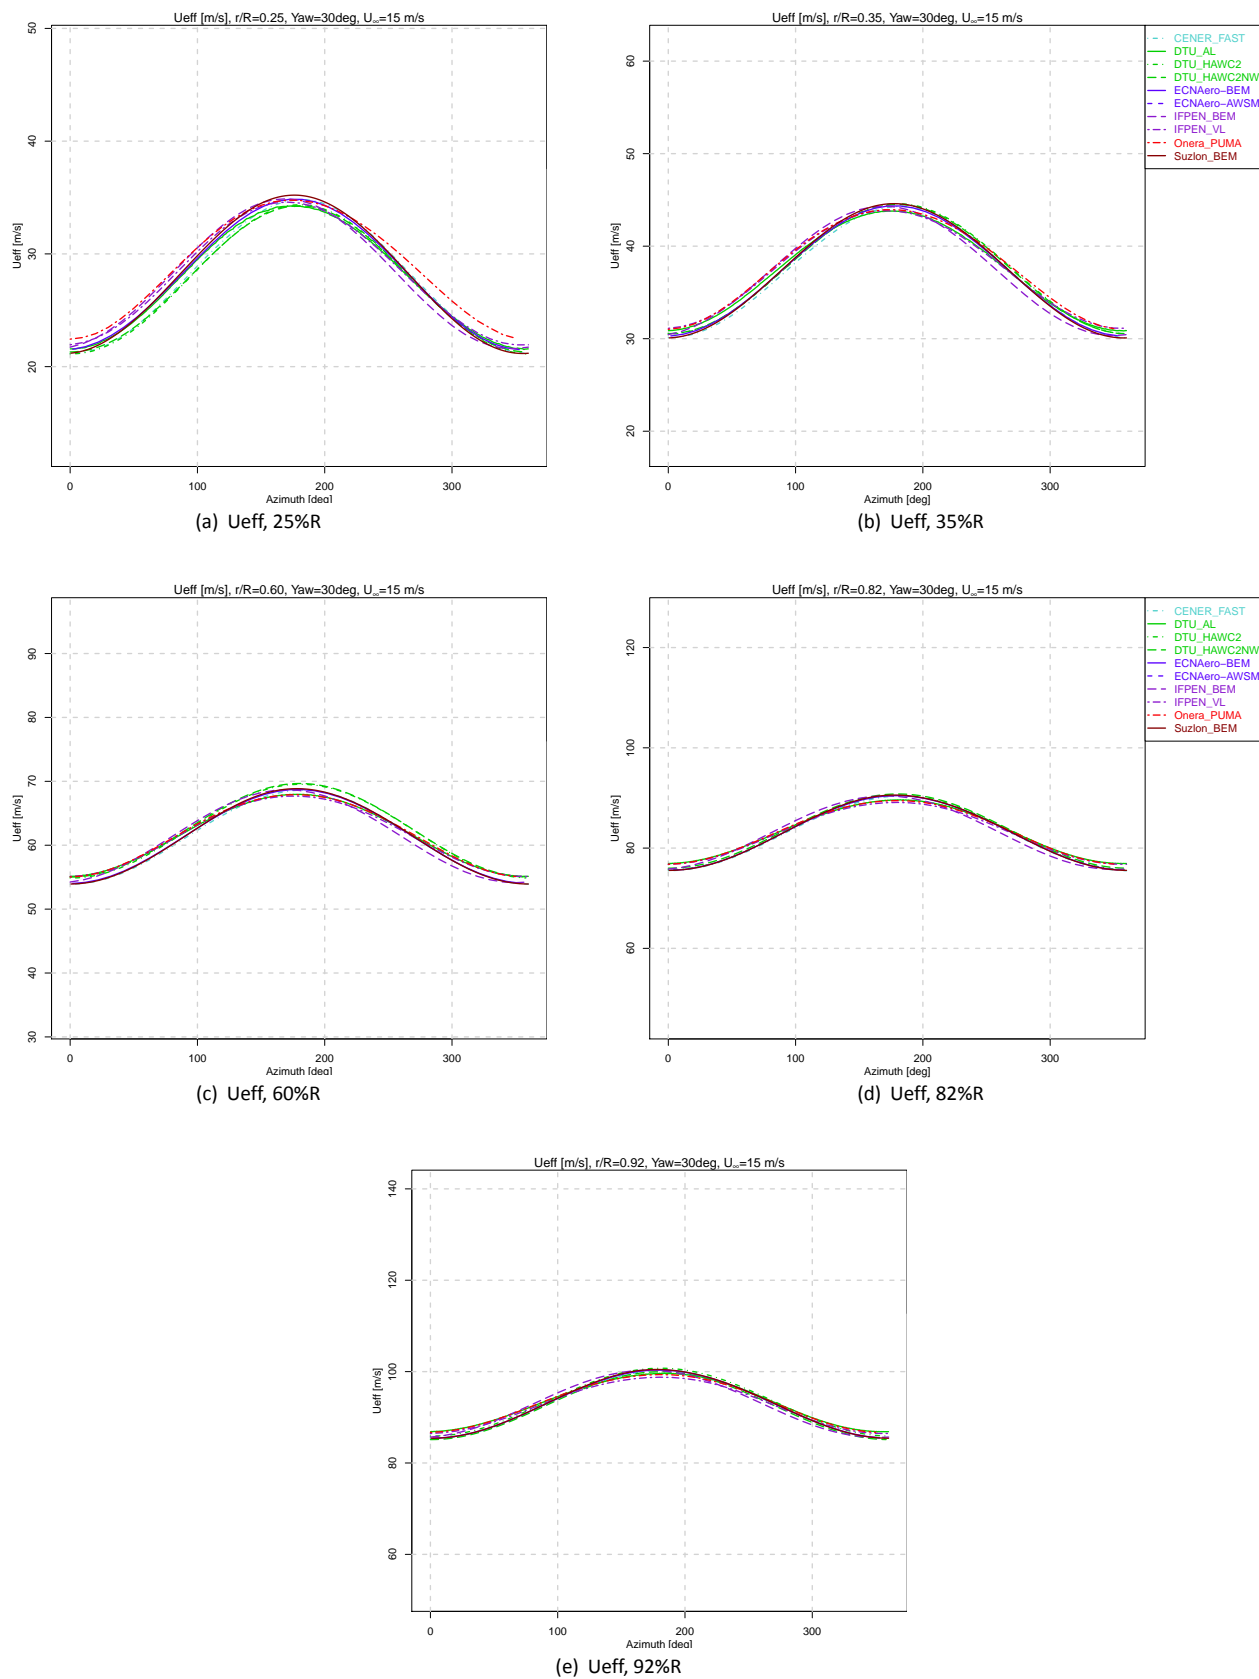 Ueff [m/s], r/R=0.25, Yaw=30deg, U∞=15 m/s
Ueff [m/s]
50
40
30
20
0 100 200 300
Azimuth [deg]
(a) Ueff, 25%R
Ueff [m/s], r/R=0.35, Yaw=30deg, U∞=15 m/s
Ueff [m/s]
60
50
40
30
20
0 100 200 300
Azimuth [deg]
CENER_FAST
DTU_AL
DTU_HAWC2
DTU_HAWC2NW
ECNAero-BEM
ECNAero-AWSM
IFPEN_BEM
IFPEN_VL
Onera_PUMA
Suzlon_BEM
(b) Ueff, 35%R
Ueff [m/s], r/R=0.60, Yaw=30deg, U∞=15 m/s
Ueff [m/s]
90
80
70
60
50
40
30
0 100 200 300
Azimuth [deg]
(c) Ueff, 60%R
Ueff [m/s], r/R=0.82, Yaw=30deg, U∞=15 m/s
Ueff [m/s]
120
100
80
60
0 100 200 300
Azimuth [deg]
CENER_FAST
DTU_AL
DTU_HAWC2
DTU_HAWC2NW
ECNAero-BEM
ECNAero-AWSM
IFPEN_BEM
IFPEN_VL
Onera_PUMA
Suzlon_BEM
(d) Ueff, 82%R
Ueff [m/s], r/R=0.92, Yaw=30deg, U∞=15 m/s
Ueff [m/s]
140
120
100
80
60
0 100 200 300
Azimuth [deg]
(e) Ueff, 92%R